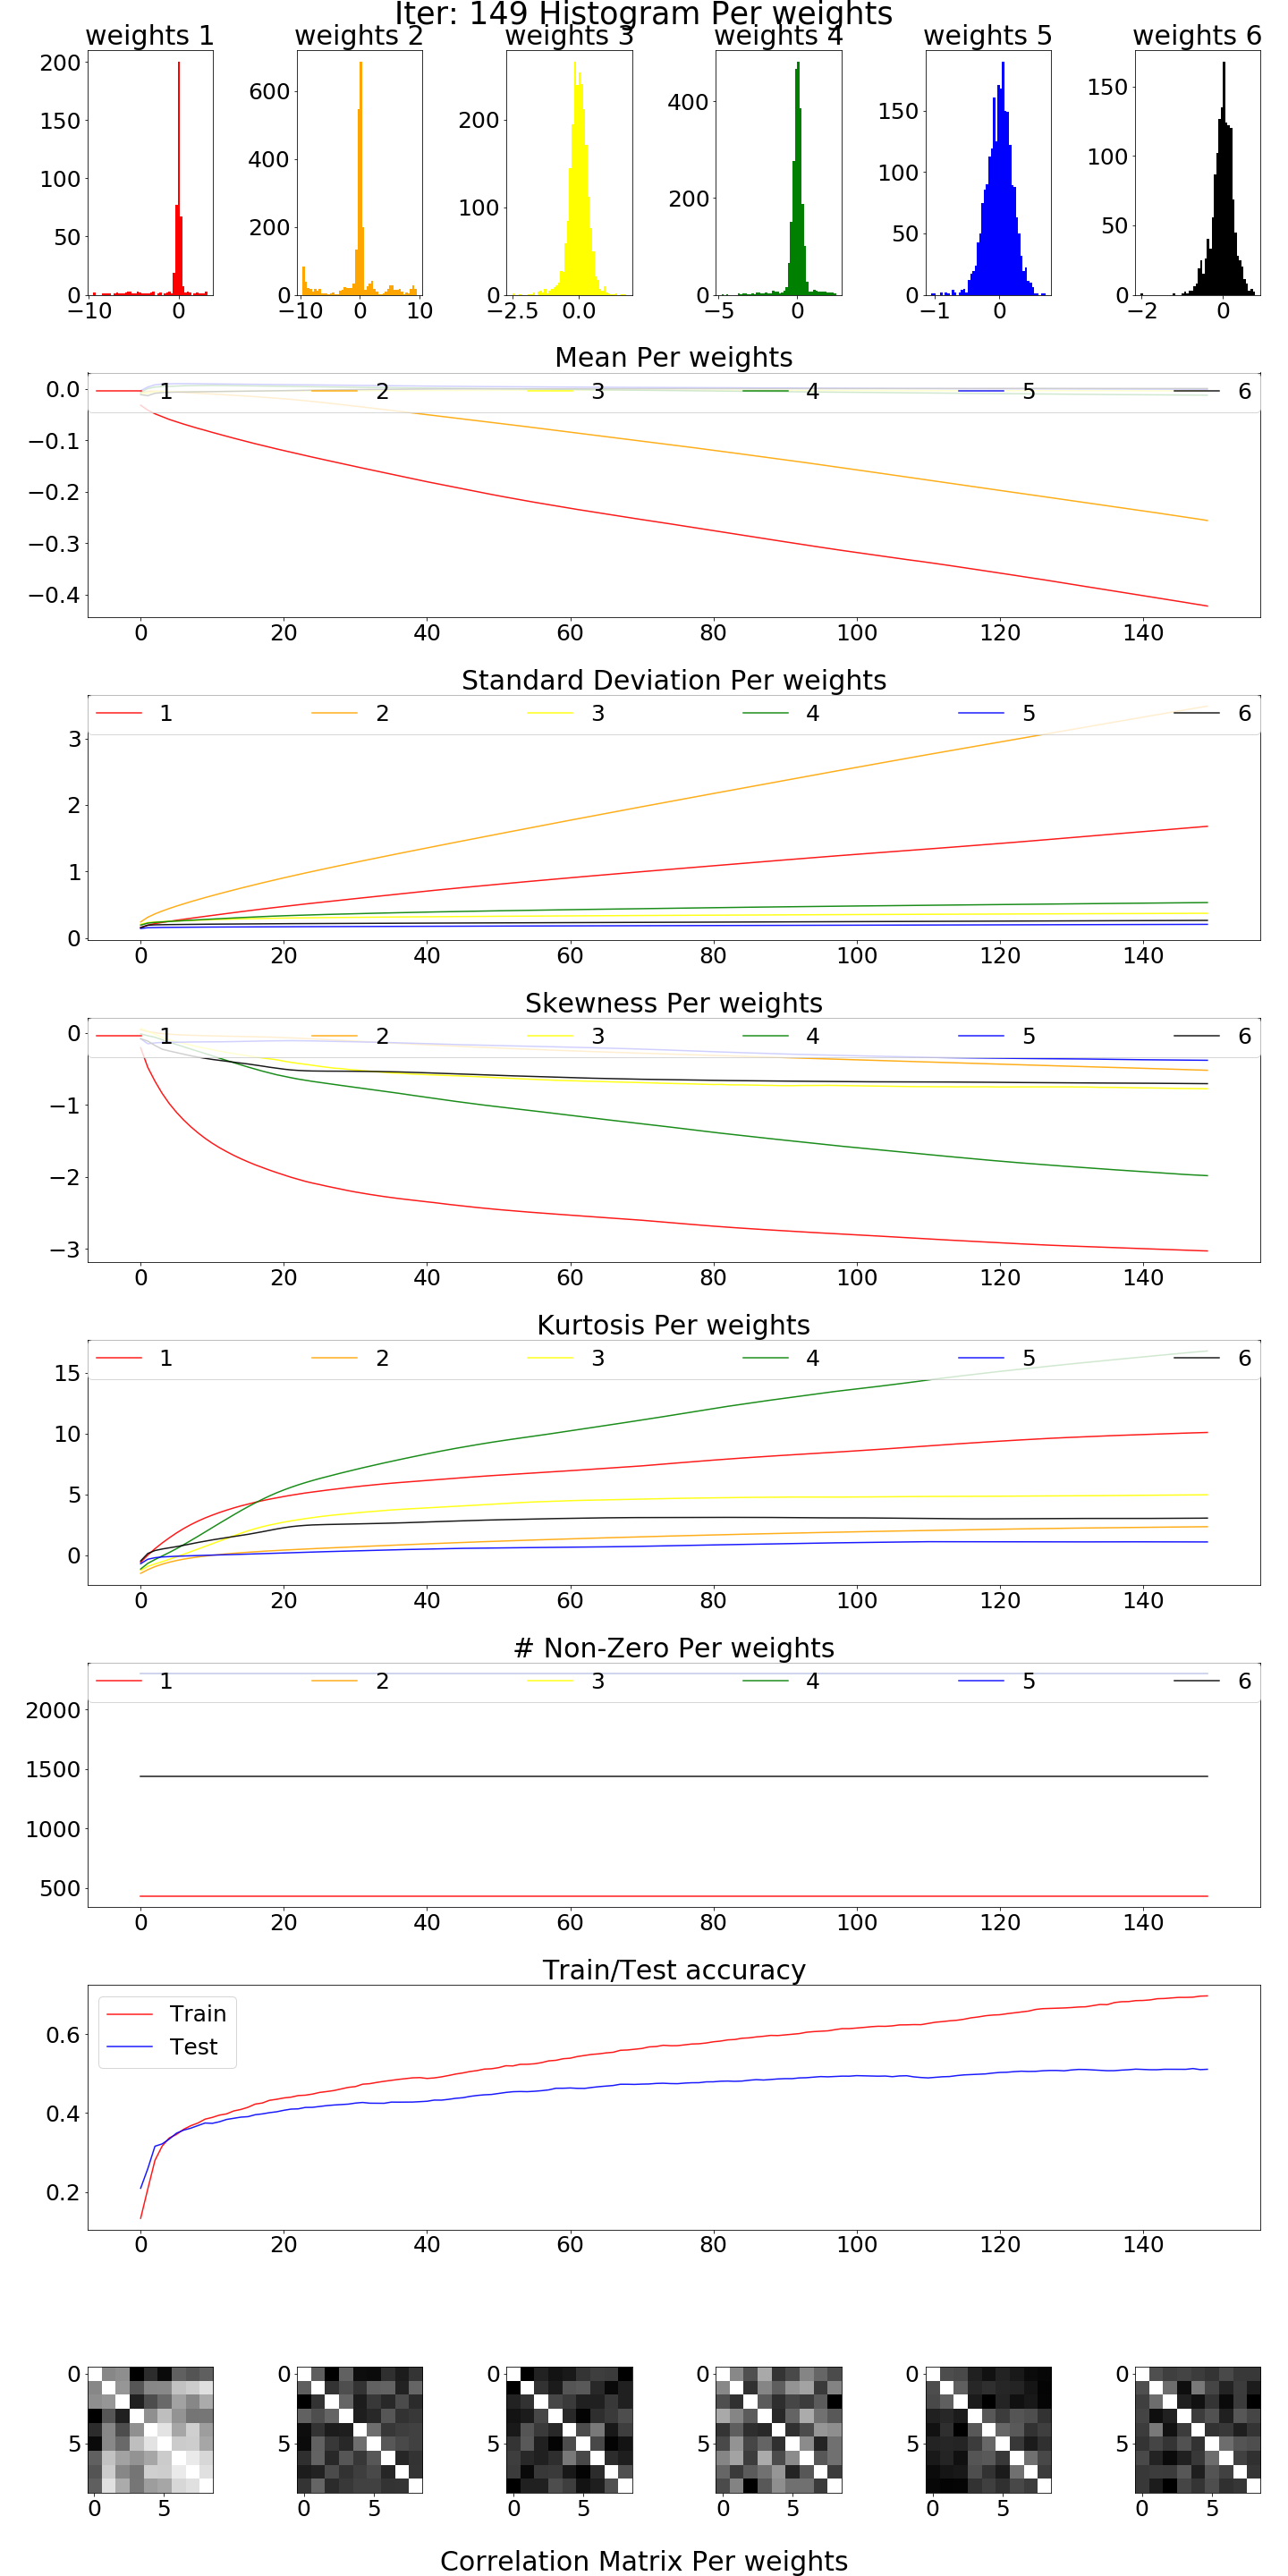 Iter: 149 Histogram Per weights
weights 1 weights 2 weights 3 weights 4 weights 5 weights 6
200
150
100
50
0
−10 0
600
400
200
0
−10 0 10
200
100
0
−2.5 0.0
400
200
0
−5 0
150
100
50
0
−1 0
150
100
50
0
−2 0
Mean Per weights
1 2 3 4 5 6
0.0
−0.1
−0.2
−0.3
−0.4
0 20 40 60 80 100 120 140
Standard Deviation Per weights
1 2 3 4 5 6
3
2
1
0
0 20 40 60 80 100 120 140
Skewness Per weights
1 2 3 4 5 6
0
−1
−2
−3
0 20 40 60 80 100 120 140
Kurtosis Per weights
1 2 3 4 5 6
15
10
5
0
0 20 40 60 80 100 120 140
# Non-Zero Per weights
1 2 3 4 5 6
2000
1500
1000
500
0 20 40 60 80 100 120 140
Train/Test accuracy
Train
Test
0.6
0.4
0.2
0 20 40 60 80 100 120 140
0 0 0 0 0 0
5 5 5 5 5 5
0 5 0 5 0 5 0 5 0 5 0 5
Correlation Matrix Per weights